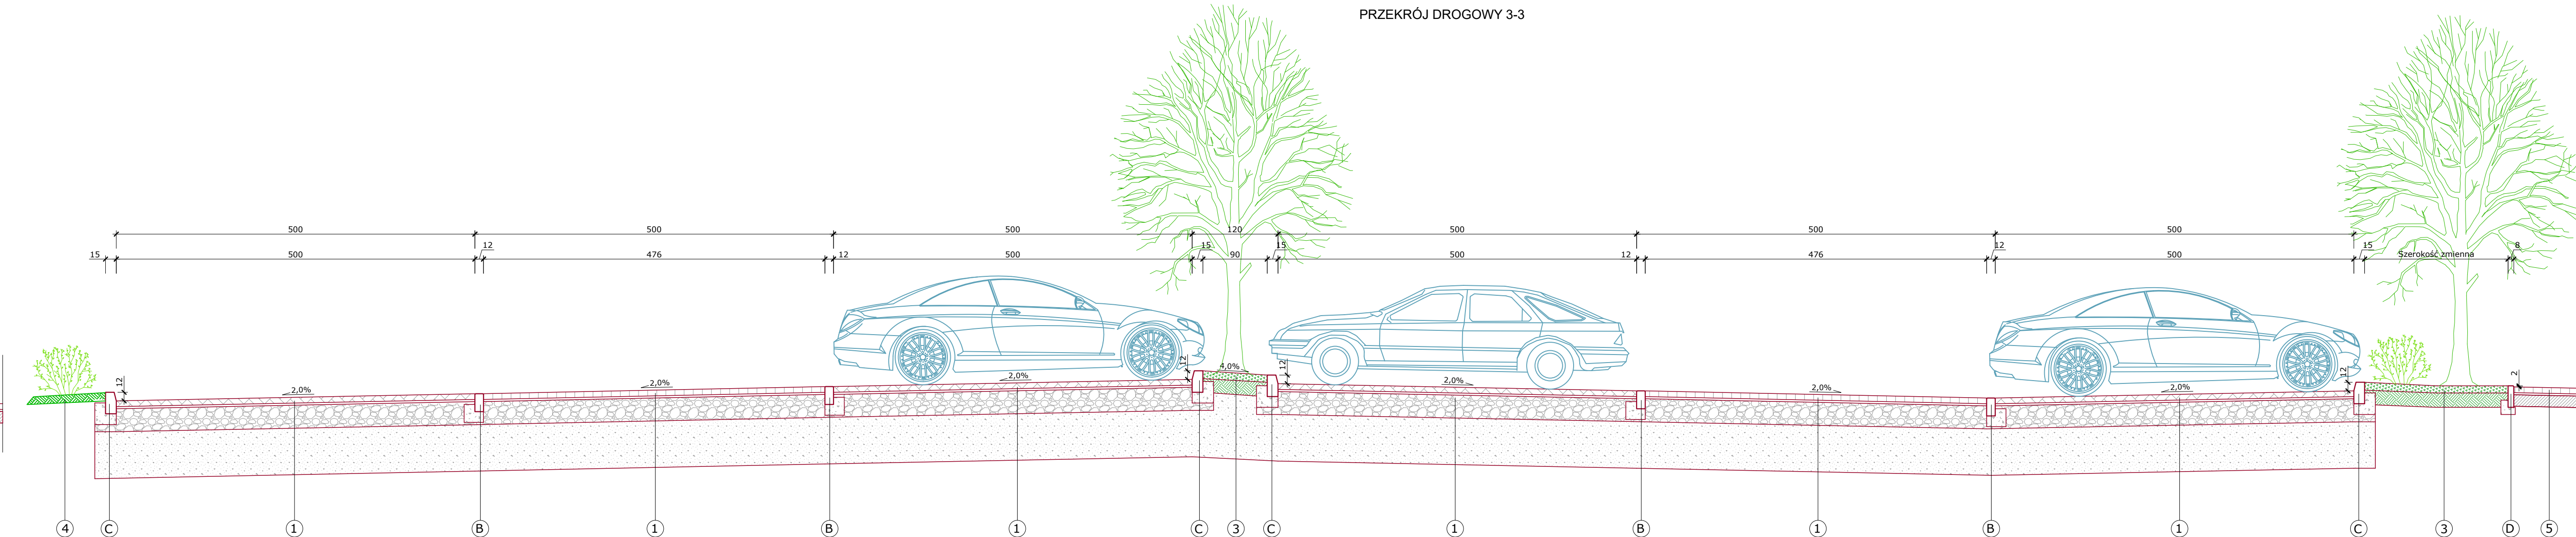 PRZEKRÓJ DROGOWY 3-3
500 500 500 120 500 500 500
15 500 12 476 12 500 15 90 15 500 12 476 12 500 15 Szerokość zmienna 8
12 2,0% 2,0% 2,0% 12 4,0% 12 2,0% 2,0% 2,0% 12 2
4 C 1 B 1 B 1 C 3 C 1 B 1 B 1 C 3 D 5